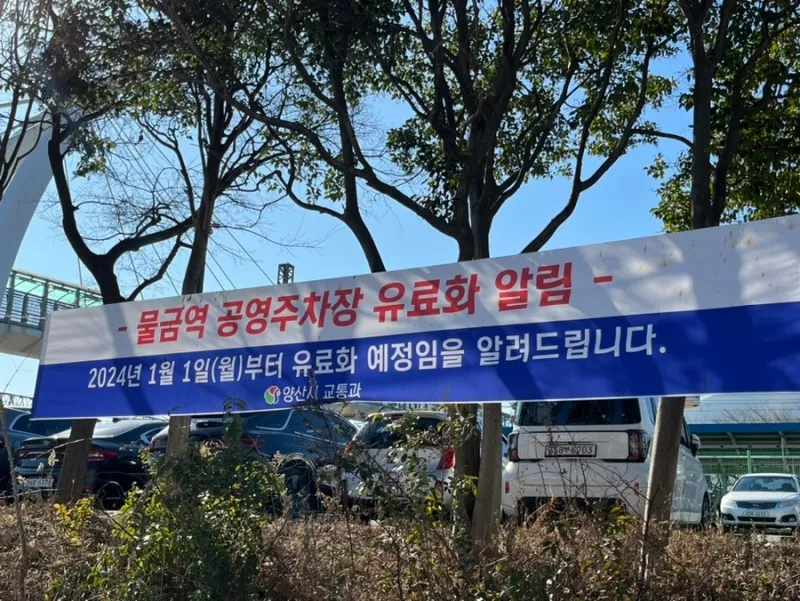 - 물금역 공영주차장 유료화 알림 -
2024년 1월 1일(월)부터 유료화 예정임을 알려드립니다.
양산시 교통과